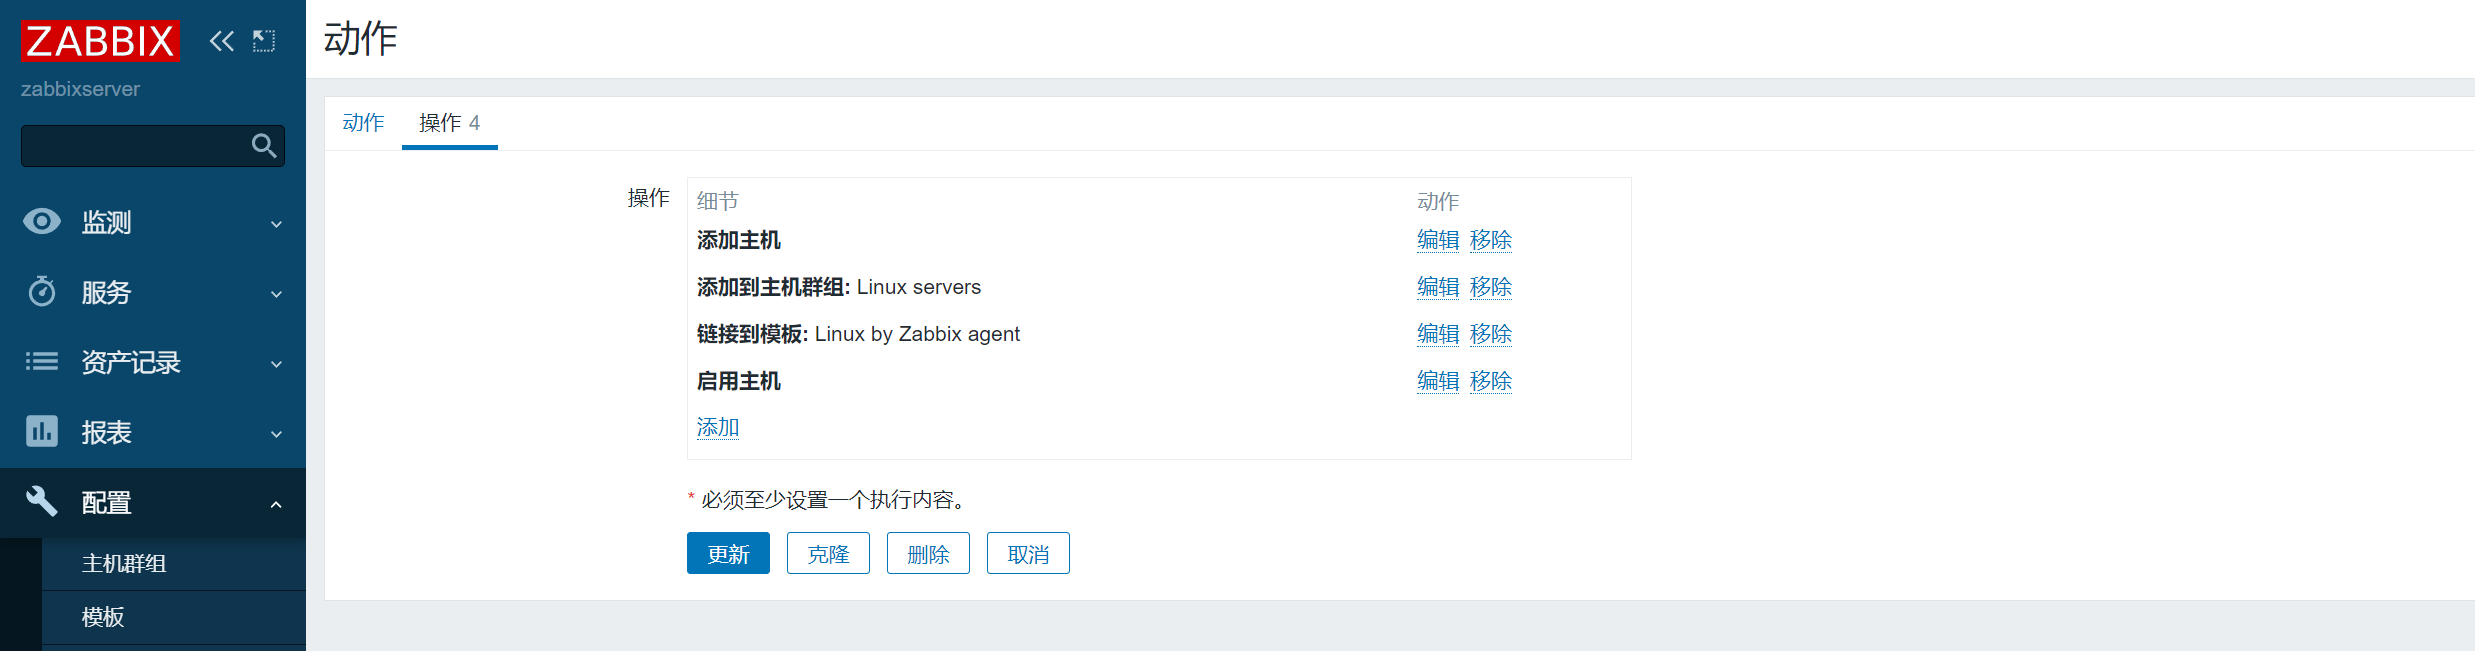 ZABBIX
zabbixserver
监测
服务
资产记录
报表
配置
主机群组
模板
动作
动作 操作 4
操作 细节 动作
添加主机 编辑 移除
添加到主机群组: Linux servers 编辑 移除
链接到模板: Linux by Zabbix agent 编辑 移除
启用主机 编辑 移除
添加
* 必须至少设置一个执行内容。
更新 克隆 删除 取消